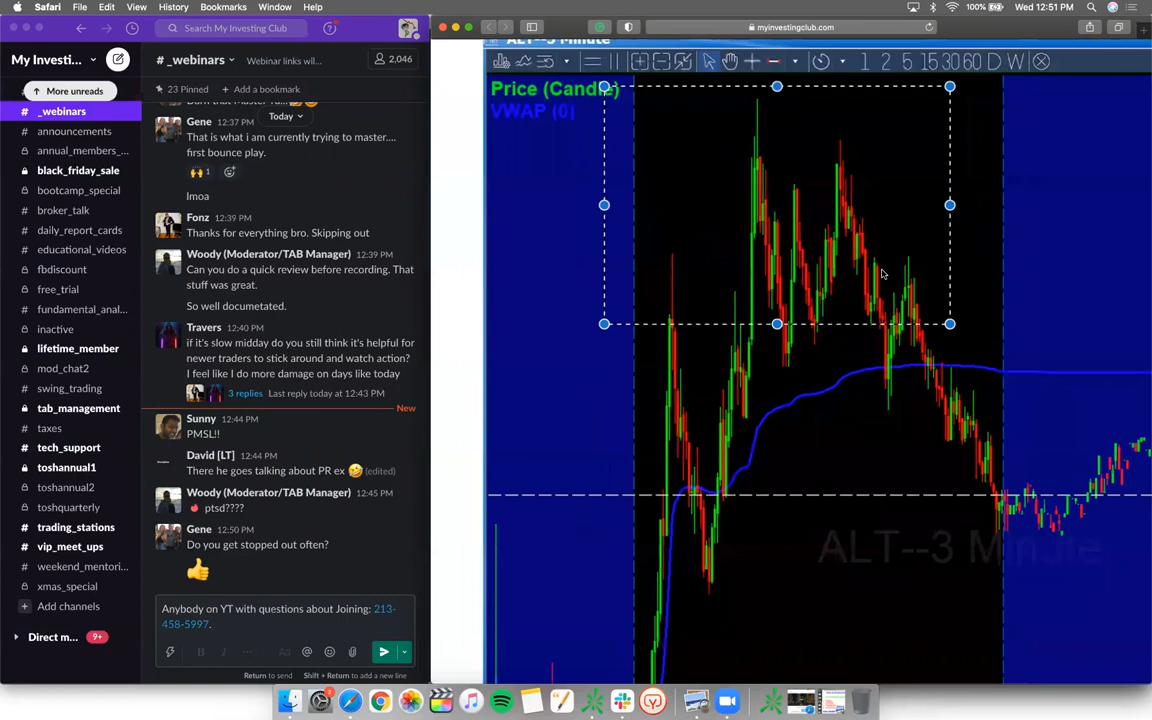 Safari File Edit View History Bookmarks Window Help 100% Wed 12:51 PM
Search My Investing Club
myinvestingclub.com
My Investi...
# _webinars
Webinar links wil...
2,046
23 Pinned
Add a bookmark
More unreads
# _webinars
# announcements
annual_members_...
black_friday_sale
bootcamp_special
# broker_talk
# daily_report_cards
# educational_videos
fbdiscount
# free_trial
# fundamental_anal...
# inactive
lifetime_member
# mod_chat2
# swing_trading
tab_management
# taxes
# tech_support
toshannual1
toshannual2
toshquarterly
# trading_stations
# vip_meet_ups
# weekend_mentori...
xmas_special
Add channels
Direct m...
9+
Today
Gene 12:37 PM
That is what i am currently trying to master....
first bounce play.
1
lmoa
Fonz 12:39 PM
Thanks for everything bro. Skipping out
Woody (Moderator/TAB Manager) 12:39 PM
Can you do a quick review before recording. That
stuff was great.
So well documetated.
Travers 12:40 PM
if it's slow midday do you still think it's helpful for
newer traders to stick around and watch action?
I feel like I do more damage on days like today
3 replies Last reply today at 12:43 PM
New
Sunny 12:44 PM
PMSL!!
David [LT] 12:44 PM
There he goes talking about PR ex (edited)
Woody (Moderator/TAB Manager) 12:45 PM
ptsd????
Gene 12:50 PM
Do you get stopped out often?
Anybody on YT with questions about Joining: 213-
458-5997.
Return to send Shift + Return to add a new line
ALT--3 Minute
1 2 5 15 30 60 D W
Price (Candle)
VWAP (0)
ALT--3 Minute